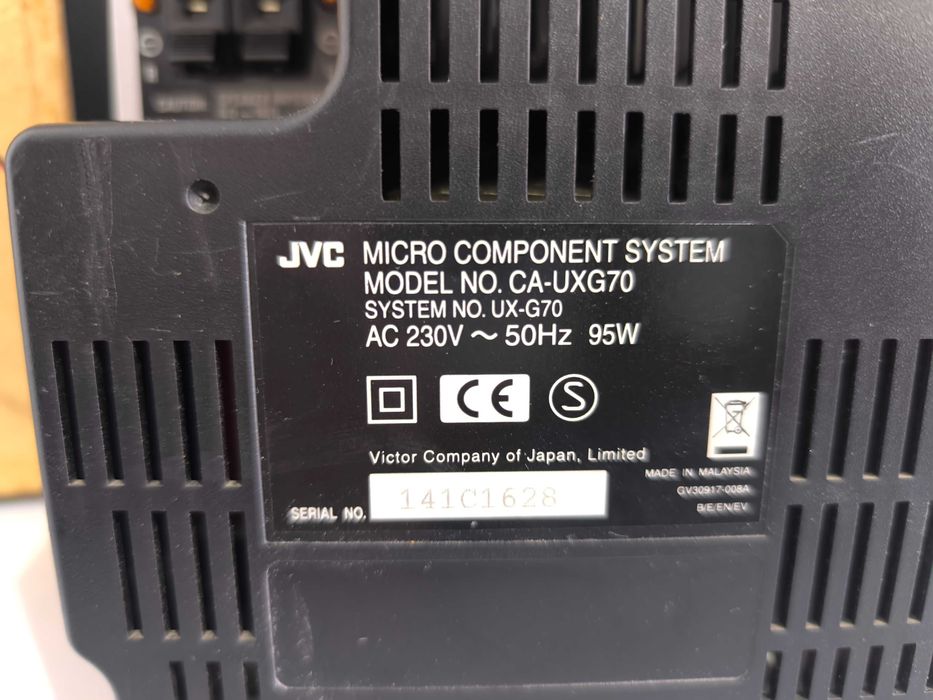 CAUTION
JVC MICRO COMPONENT SYSTEM
MODEL NO. CA-UXG70
SYSTEM NO. UX-G70
AC 230V ~ 50Hz 95W
CE S
Victor Company of Japan, Limited
MADE IN MALAYSIA
GV30917-008A
B/E/EN/EV
SERIAL NO. 141C1628